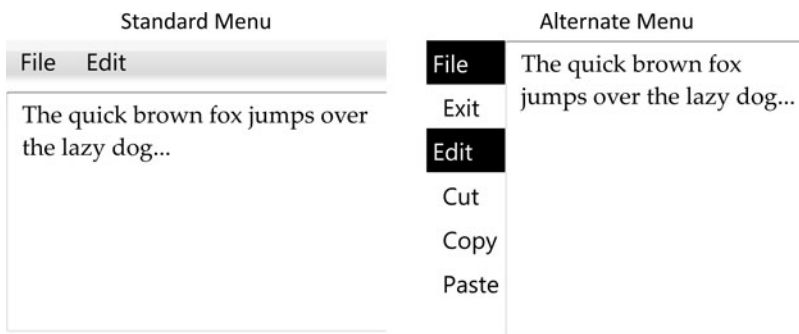 Standard Menu
File Edit
The quick brown fox jumps over
the lazy dog...
Alternate Menu
File
Exit
Edit
Cut
Copy
Paste
The quick brown fox
jumps over the lazy dog...